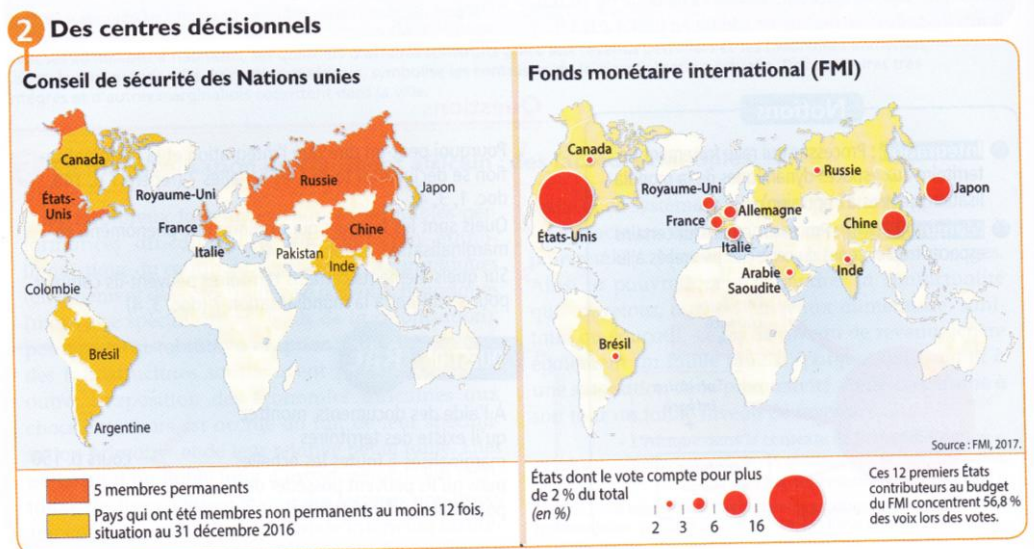 2 Des centres décisionnels
Conseil de sécurité des Nations unies
Canada
États-
Unis
Royaume-Uni
France
Italie
Russie
Japon
Chine
Pakistan
Inde
Colombie
Brésil
Argentine
5 membres permanents
Pays qui ont été membres non permanents au moins 12 fois,
situation au 31 décembre 2016
Fonds monétaire international (FMI)
Canada
Russie
Royaume-Uni
Japon
Allemagne
France
Chine
États-Unis
Italie
Inde
Arabie
Saoudite
Brésil
Source : FMI, 2017.
États dont le vote compte pour plus
de 2 % du total
(en %)
2 3 6 16
Ces 12 premiers États
contributeurs au budget
du FMI concentrent 56,8 %
des voix lors des votes.